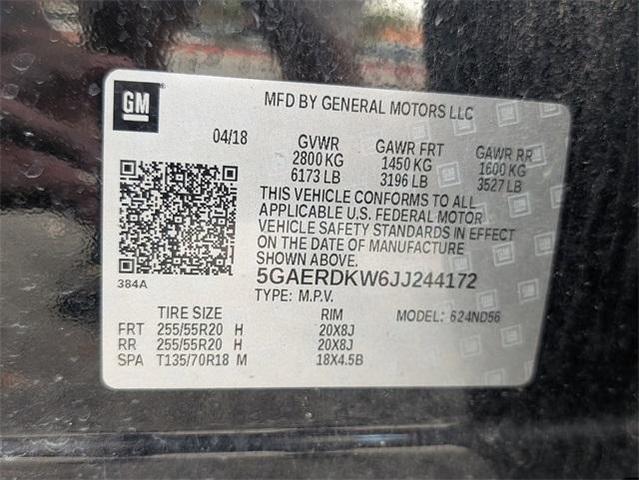 GM
MFD BY GENERAL MOTORS LLC
04/18 GVWR GAWR FRT GAWR RR
2800 KG 1450 KG 1600 KG
6173 LB 3196 LB 3527 LB
THIS VEHICLE CONFORMS TO ALL
APPLICABLE U.S. FEDERAL MOTOR
VEHICLE SAFETY STANDARDS IN EFFECT
ON THE DATE OF MANUFACTURE
SHOWN ABOVE.
384A 5GAERDKW6JJ244172
TYPE: M.P.V. MODEL: 624ND56
TIRE SIZE RIM
FRT 255/55R20 H 20X8J
RR 255/55R20 H 20X8J
SPA T135/70R18 M 18X4.5B